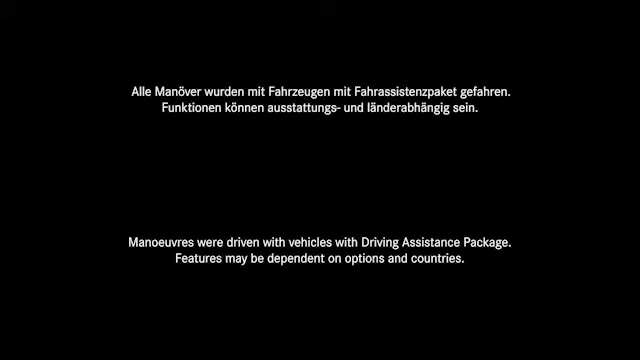 Alle Manöver wurden mit Fahrzeugen mit Fahrassistenzpaket gefahren.
Funktionen können ausstattungs- und länderabhängig sein.
Manoeuvres were driven with vehicles with Driving Assistance Package.
Features may be dependent on options and countries.